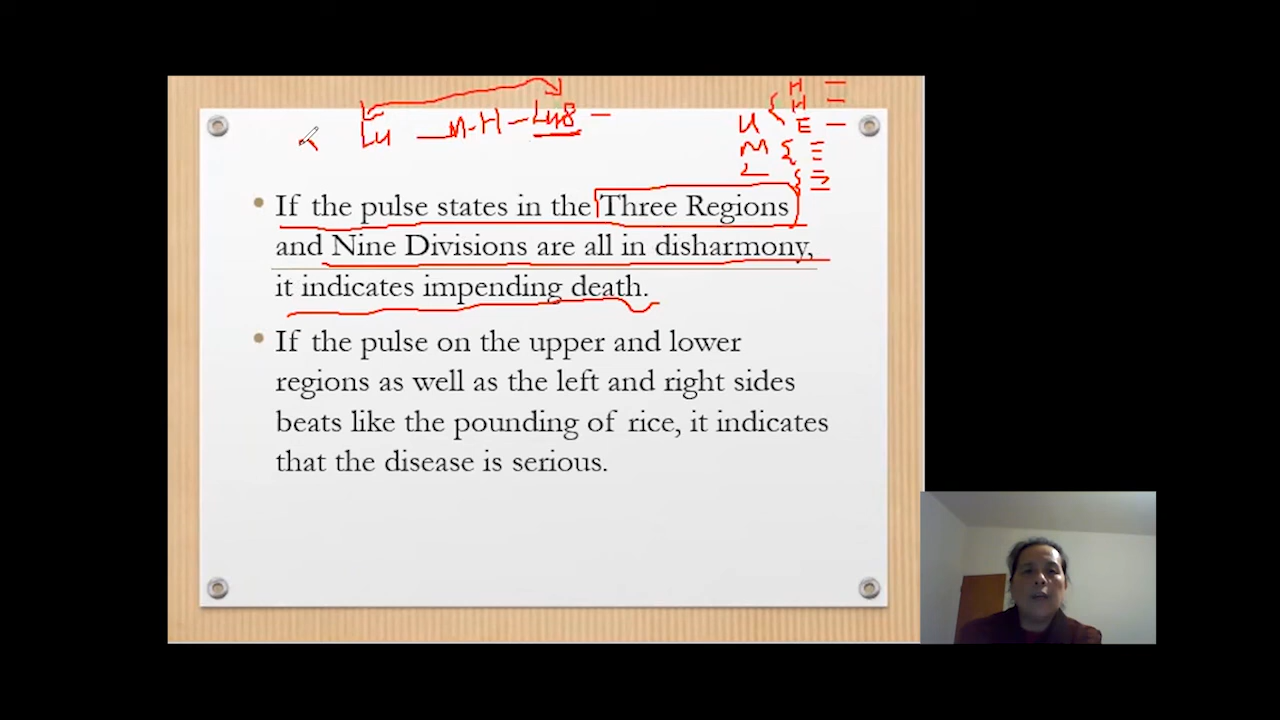 H
Lu M-H - Lu8 -
H
U E
M
L
• If the pulse states in the Three Regions
and Nine Divisions are all in disharmony,
it indicates impending death.
• If the pulse on the upper and lower
regions as well as the left and right sides
beats like the pounding of rice, it indicates
that the disease is serious.